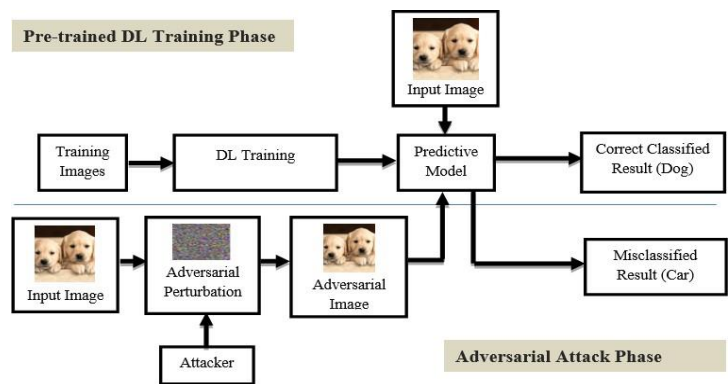 Pre-trained DL Training Phase
Input Image
Training
Images
DL Training
Predictive
Model
Correct Classified
Result (Dog)
Input Image
Adversarial
Perturbation
Adversarial
Image
Misclassified
Result (Car)
Attacker
Adversarial Attack Phase